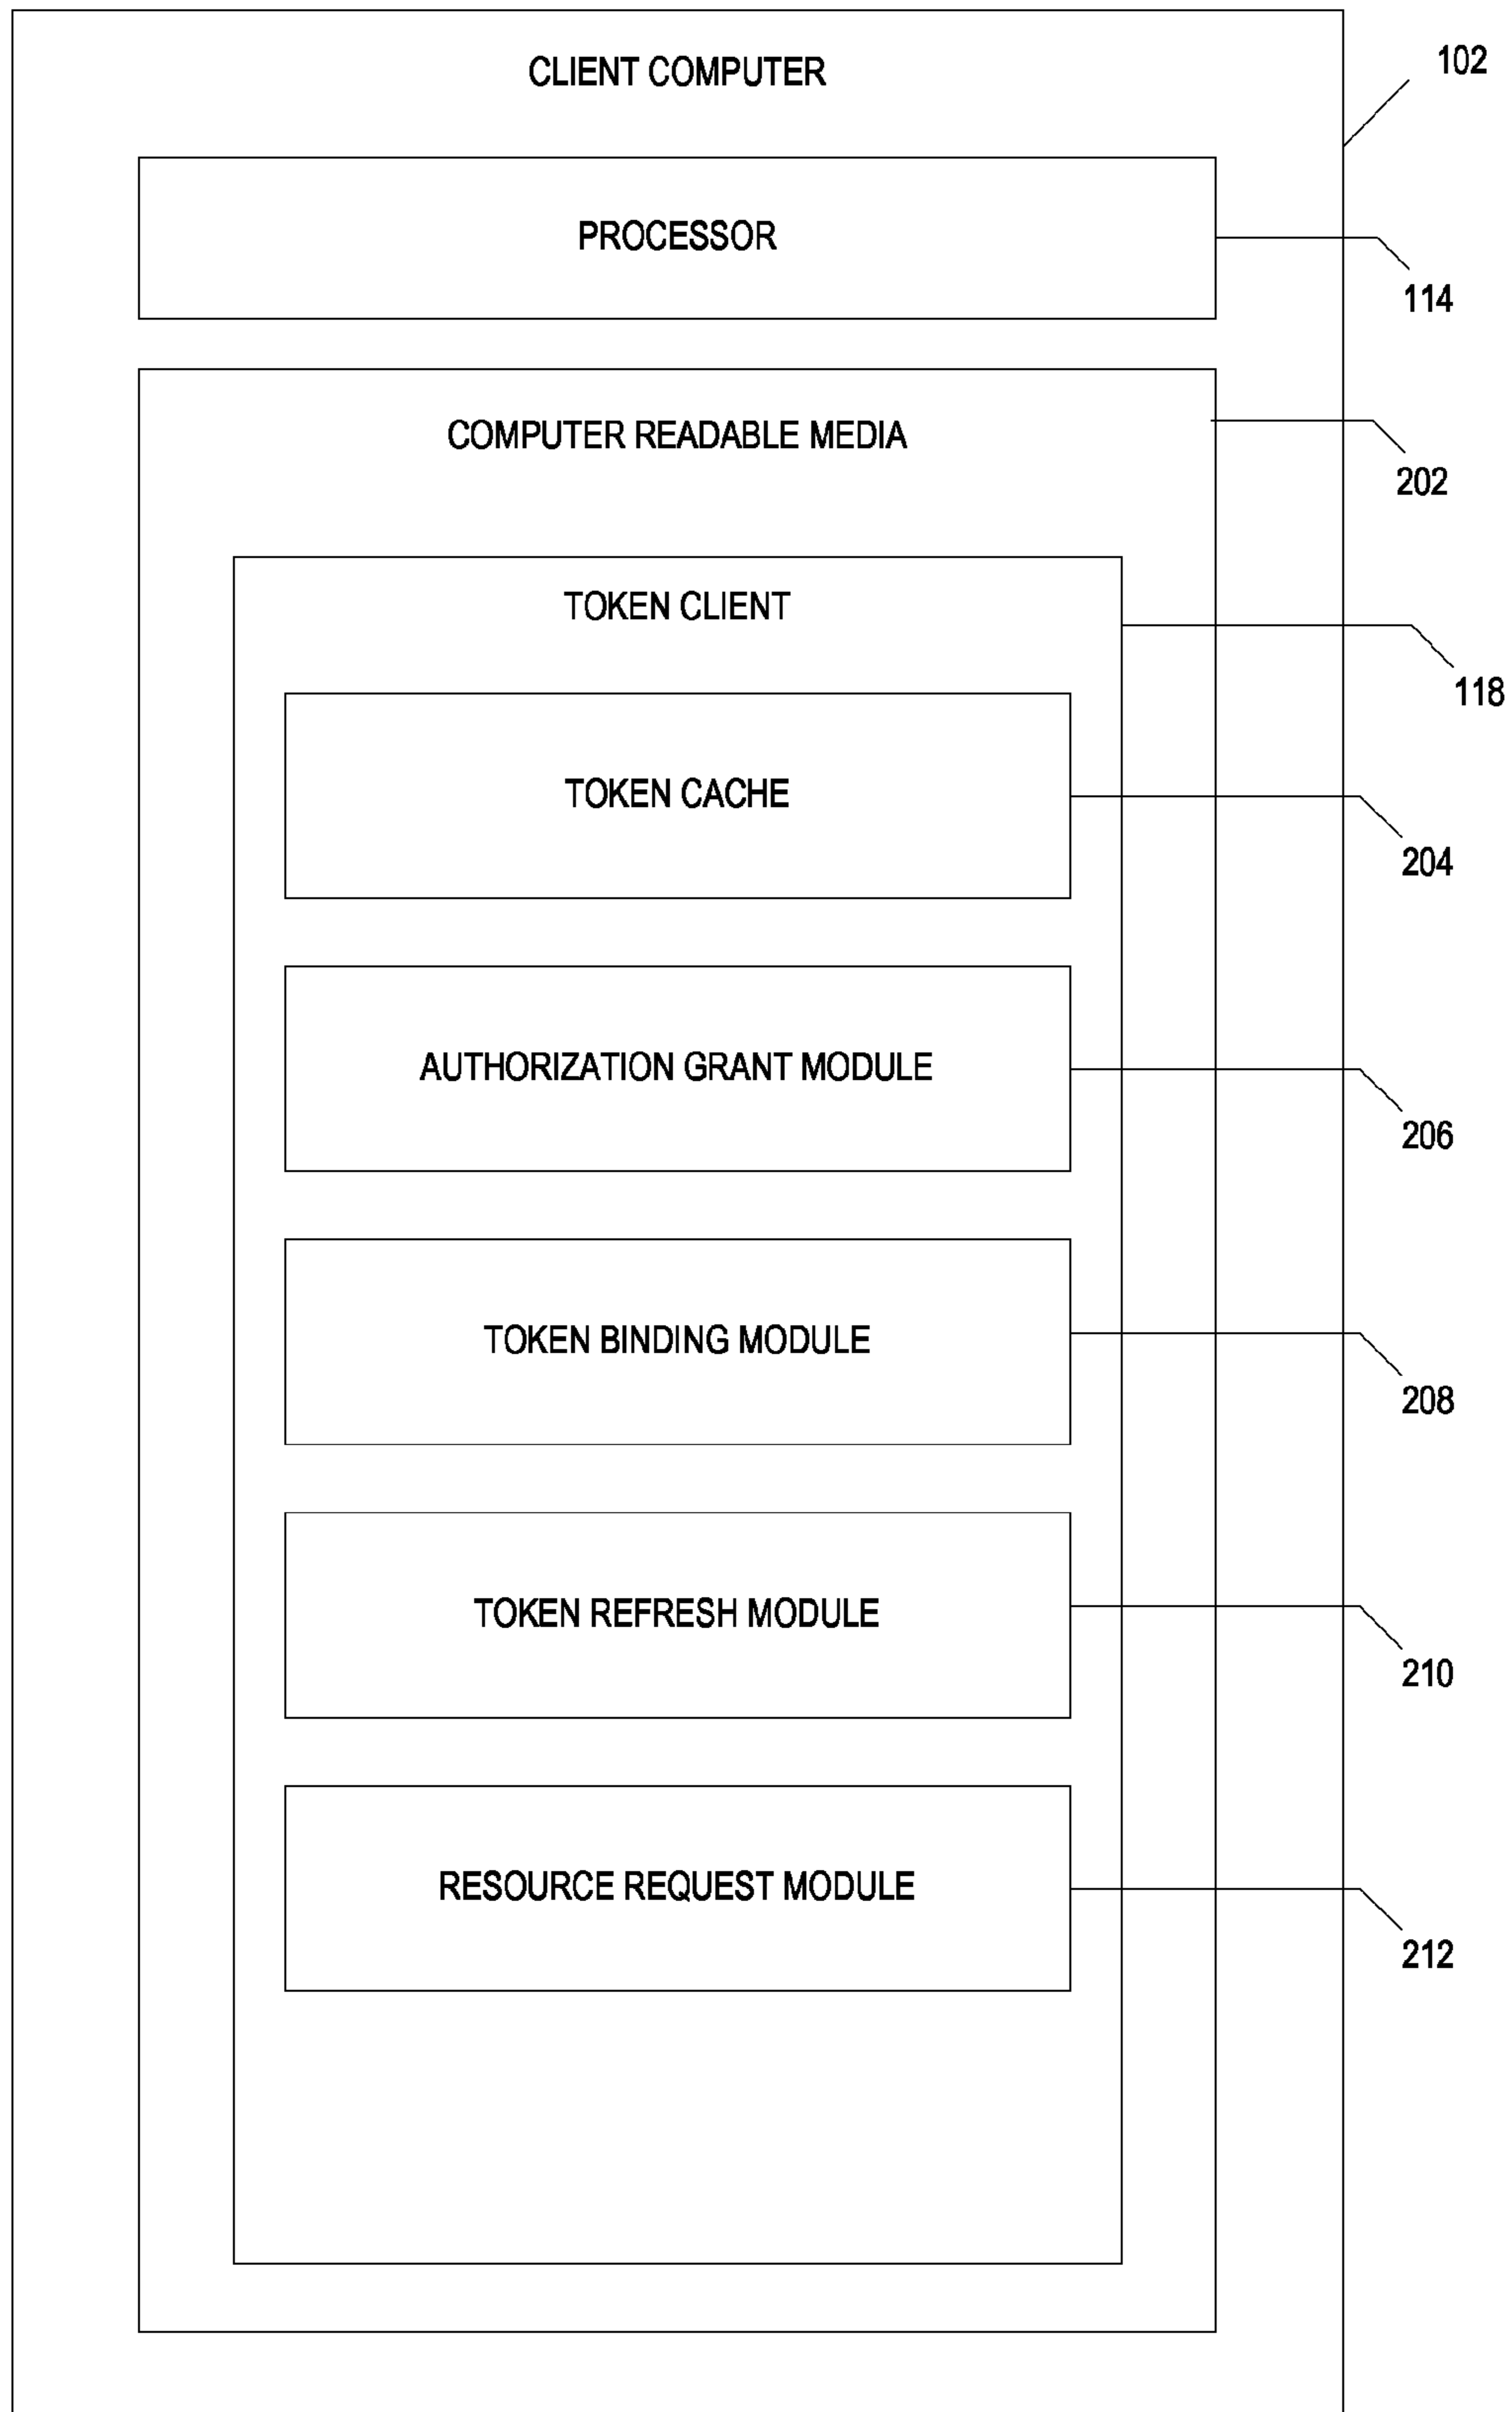 CLIENT COMPUTER
102
PROCESSOR
114
COMPUTER READABLE MEDIA
202
TOKEN CLIENT
118
TOKEN CACHE
204
AUTHORIZATION GRANT MODULE
206
TOKEN BINDING MODULE
208
TOKEN REFRESH MODULE
210
RESOURCE REQUEST MODULE
212